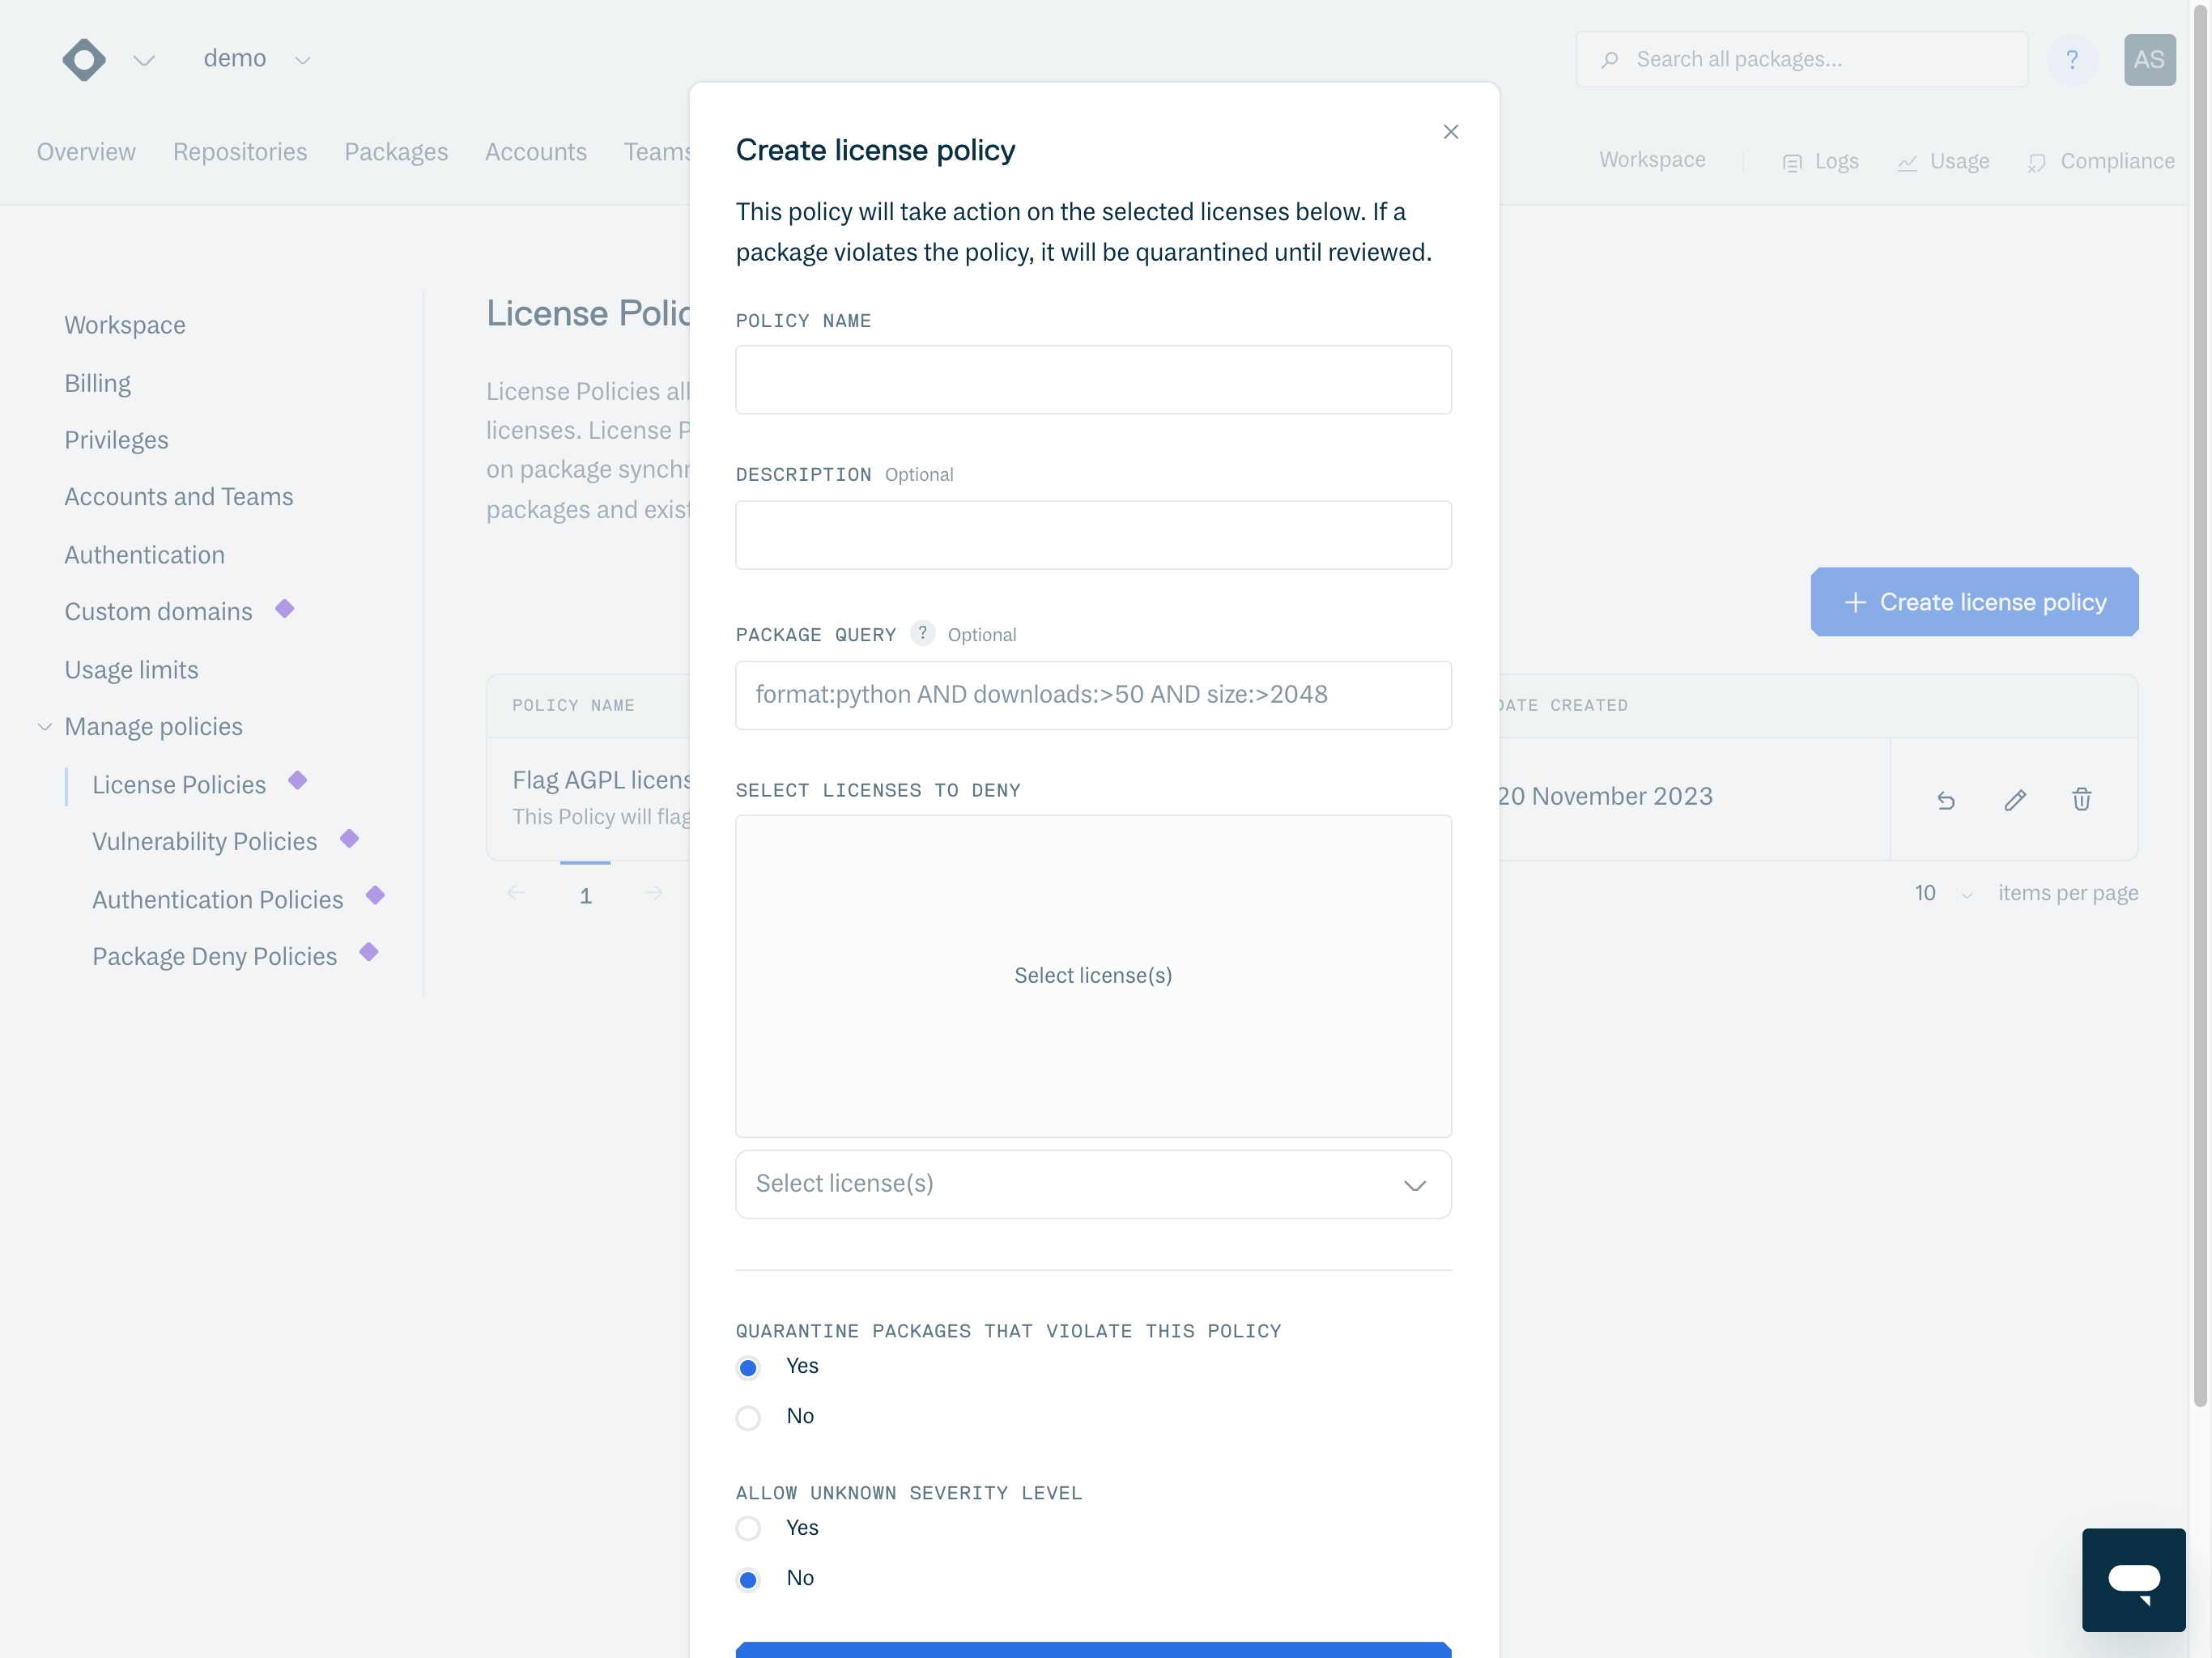 demo
Search all packages...
?
AS
Overview
Repositories
Packages
Accounts
Teams
Workspace
Logs
Usage
Compliance
Workspace
Billing
Privileges
Accounts and Teams
Authentication
Custom domains
Usage limits
Manage policies
License Policies
Vulnerability Policies
Authentication Policies
Package Deny Policies
License Polic
License Policies all
licenses. License P
on package synchr
packages and exist
Create license policy
POLICY NAME
DATE CREATED
Flag AGPL licens
This Policy will flag
20 November 2023
1
10
items per page
Create license policy
This policy will take action on the selected licenses below. If a
package violates the policy, it will be quarantined until reviewed.
POLICY NAME
DESCRIPTION Optional
PACKAGE QUERY ? Optional
format:python AND downloads:>50 AND size:>2048
SELECT LICENSES TO DENY
Select license(s)
Select license(s)
QUARANTINE PACKAGES THAT VIOLATE THIS POLICY
Yes
No
ALLOW UNKNOWN SEVERITY LEVEL
Yes
No